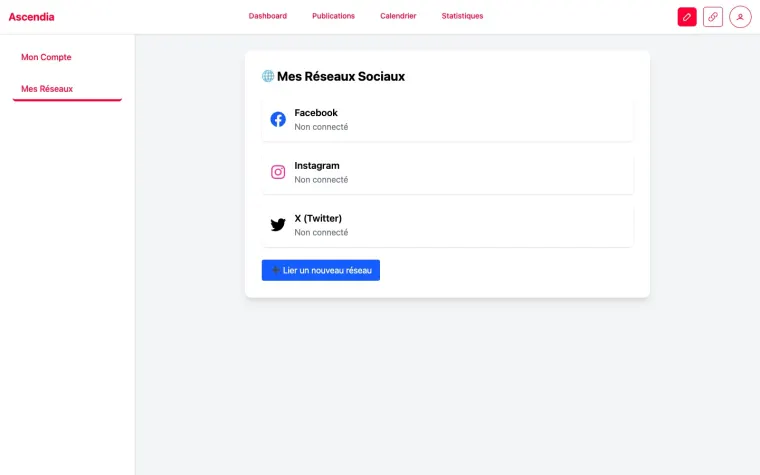 Ascendia
Dashboard
Publications
Calendrier
Statistiques
Mon Compte
Mes Réseaux
🌐 Mes Réseaux Sociaux
Facebook
Non connecté
Instagram
Non connecté
X (Twitter)
Non connecté
➕ Lier un nouveau réseau